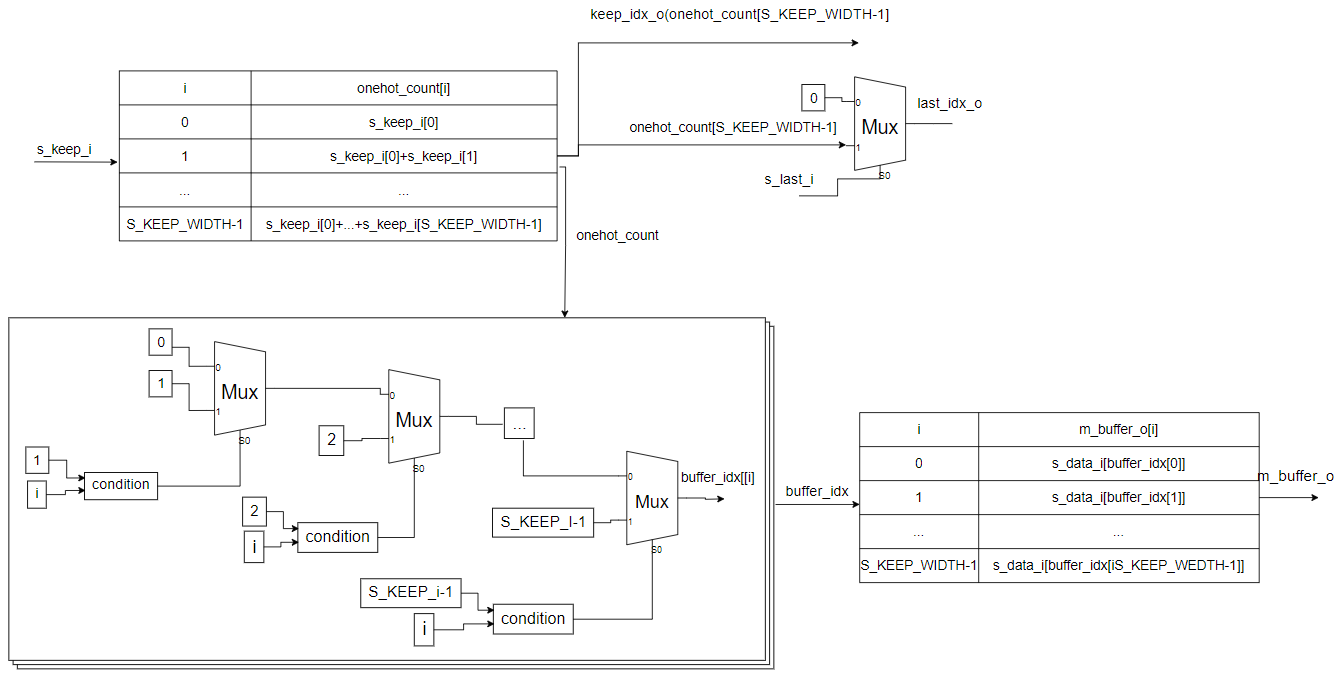 keep_idx_o(onehot_count[S_KEEP_WIDTH-1]
s_keep_i
i onehot_count[i]
0 s_keep_i[0]
1 s_keep_i[0]+s_keep_i[1]
... ...
S_KEEP_WIDTH-1 s_keep_i[0]+...+s_keep_i[S_KEEP_WIDTH-1]
0
onehot_count[S_KEEP_WIDTH-1]
0
1
Mux
S0
last_idx_o
s_last_i
onehot_count
0
1
0
1
Mux
S0
1
i
condition
2
0
1
Mux
S0
2
i
condition
...
S_KEEP_I-1
0
1
Mux
S0
buffer_idx[[i]
S_KEEP_i-1
i
condition
buffer_idx
i m_buffer_o[i]
0 s_data_i[buffer_idx[0]]
1 s_data_i[buffer_idx[1]]
... ...
S_KEEP_WIDTH-1 s_data_i[buffer_idx[iS_KEEP_WEDTH-1]]
m_buffer_o